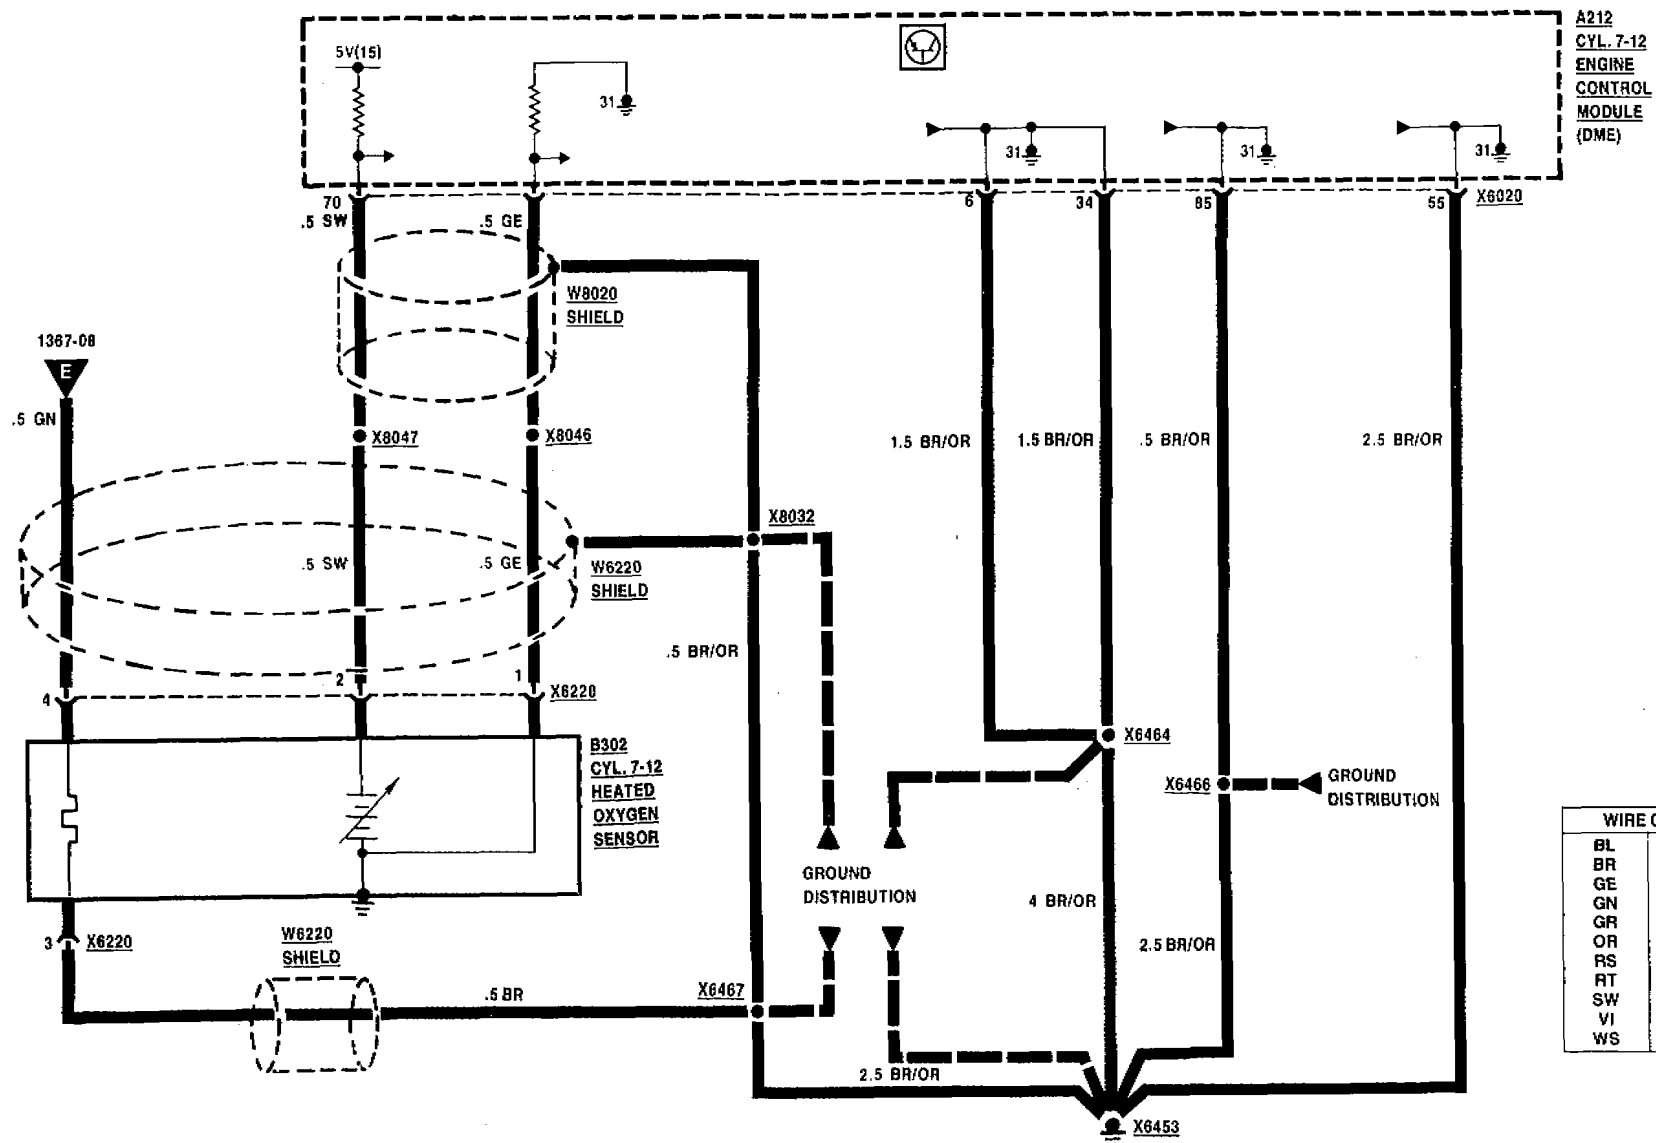 A212
CYL. 7-12
ENGINE
CONTROL
MODULE
(DME)
5V(15)
31
31
31
31
70
6
34
85
55
X6020
.5 SW
.5 GE
W8020
SHIELD
1367-08
E
.5 GN
X8047
X8046
1.5 BR/OR
1.5 BR/OR
.5 BR/OR
2.5 BR/OR
X8032
.5 SW
.5 GE
W6220
SHIELD
.5 BR/OR
4
2
1
X6220
B302
CYL. 7-12
HEATED
OXYGEN
SENSOR
X6464
X6466
GROUND
DISTRIBUTION
GROUND
DISTRIBUTION
4 BR/OR
2.5 BR/OR
3
X6220
W6220
SHIELD
.5 BR
X6467
2.5 BR/OR
X6453
WIRE
BL
BR
GE
GN
GR
OR
RS
RT
SW
VI
WS